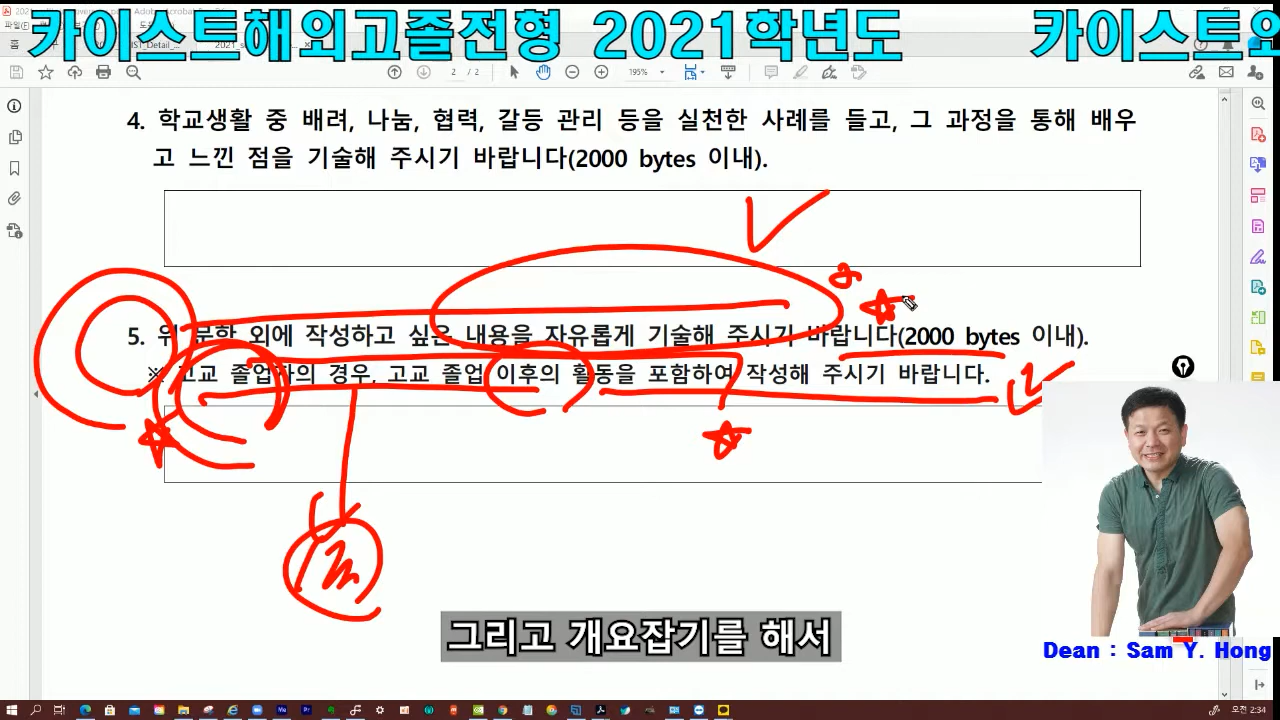 카이스트해외고졸전형 2021학년도 카이스트외
2021_s
2 / 2
195%
4. 학교생활 중 배려, 나눔, 협력, 갈등 관리 등을 실천한 사례를 들고, 그 과정을 통해 배우
고 느낀 점을 기술해 주시기 바랍니다(2000 bytes 이내).
5. 위 문항 외에 작성하고 싶은 내용을 자유롭게 기술해 주시기 바랍니다(2000 bytes 이내).
※ 고교 졸업자의 경우, 고교 졸업 이후의 활동을 포함하여 작성해 주시기 바랍니다.
그리고 개요잡기를 해서
Dean : Sam Y. Hong
오전 2:34